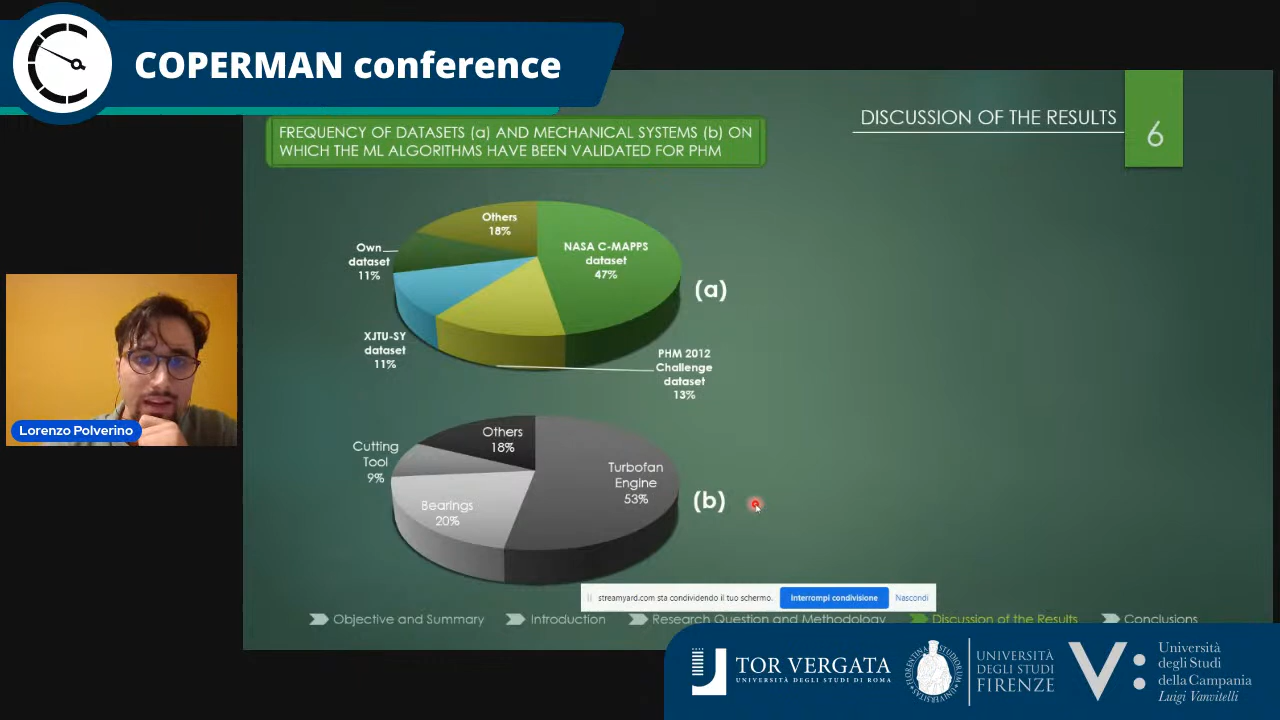 COPERMAN conference
DISCUSSION OF THE RESULTS
6
FREQUENCY OF DATASETS (a) AND MECHANICAL SYSTEMS (b) ON
WHICH THE ML ALGORITHMS HAVE BEEN VALIDATED FOR PHM
Others
18%
NASA C-MAPPS
dataset
47%
Own
dataset
11%
(a)
XJTU-SY
dataset
11%
PHM 2012
Challenge
dataset
13%
Lorenzo Polverino
Others
18%
Cutting
Tool
9%
Turbofan
Engine
53%
Bearings
20%
(b)
streamyard.com sta condividendo il tuo schermo.
Interrompi condivisione
Nascondi
Objective and Summary
Introduction
Research Question and Methodology
Discussion of the Results
Conclusions
TOR VERGATA
UNIVERSITÀ DEGLI STUDI DI ROMA
UNIVERSITÀ
DEGLI STUDI
FIRENZE
V:
Università
degli Studi
della Campania
Luigi Vanvitelli